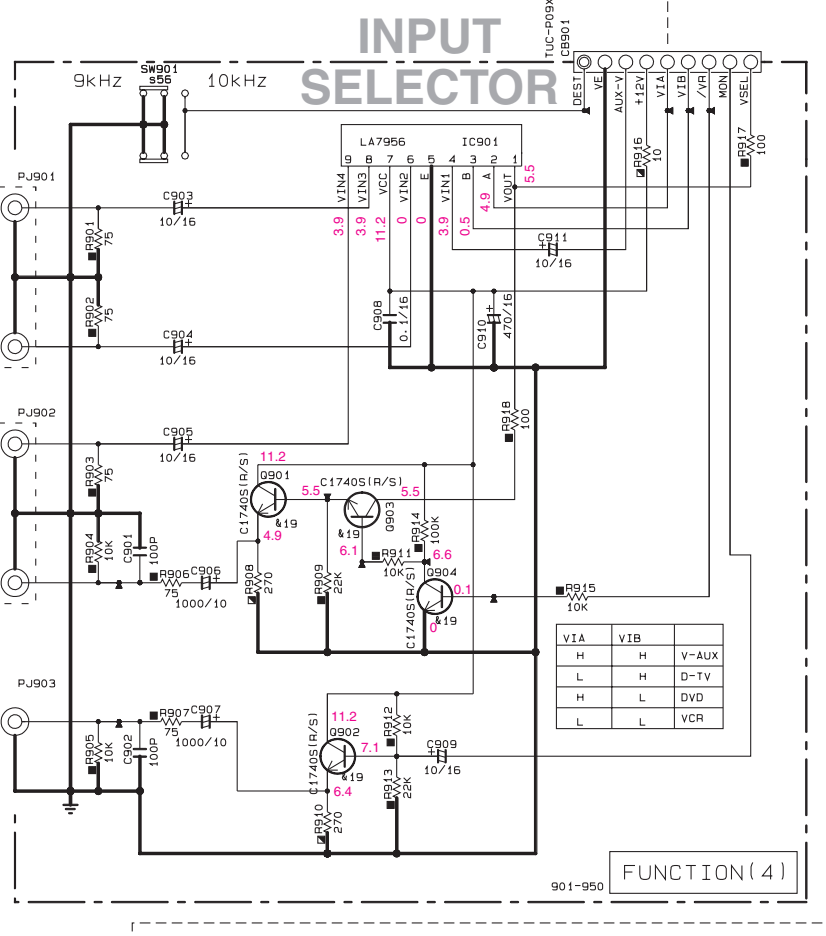 INPUT
SELECTOR
TUC-P09X
CB901
DEST
VE
AUX-V
+12V
VIA
VIB
/VR
MON
VSEL
9kHz
SW901
s56
10kHz
LA7956
IC901
9 8 7 6 5 4 3 2 1
VIN4
VIN3
VCC
VIN2
E
VIN1
B
A
VOUT
3.9
3.9
11.2
0
0
3.9
0.5
4.9
5.5
R916
10
R917
100
PJ901
C903
10/16
R901
75
R902
75
C904
10/16
C911
10/16
C908
0.1/16
C910
470/16
PJ902
C905
10/16
R903
75
R904
10K
C901
100P
R906
75
C906
1000/10
R918
100
11.2
Q901
C1740S(R/S)
&19
4.9
5.5
C1740S(R/S)
5.5
Q903
&19
6.1
R914
100K
R911
10K
6.6
Q904
C1740S(R/S)
0.1
&19
0
R908
270
R909
22K
R915
10K
VIA VIB
H H V-AUX
L H D-TV
H L DVD
L L VCR
PJ903
R907
75
C907
1000/10
R905
10K
C902
100P
11.2
Q902
C1740S(R/S)
7.1
&19
6.4
R912
10K
C909
10/16
R913
22K
R910
270
901-950
FUNCTION(4)